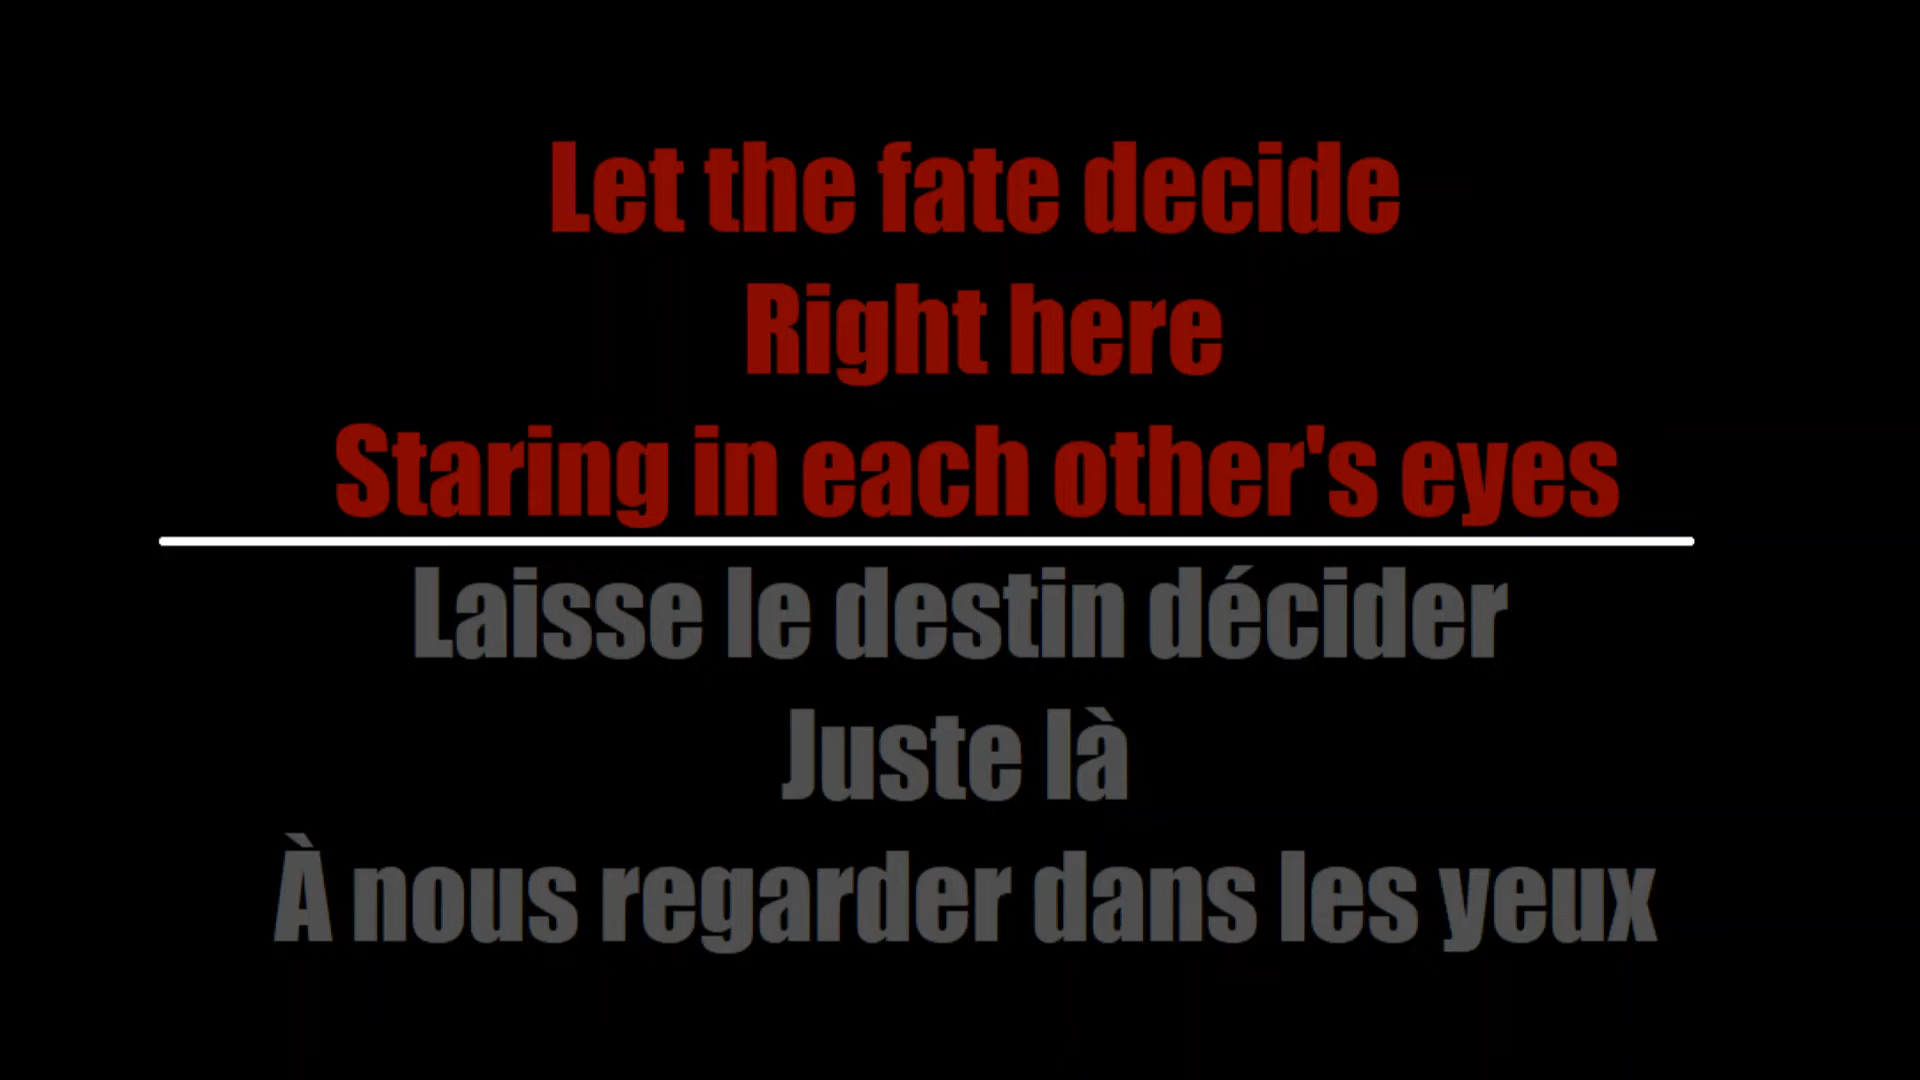 Let the fate decide
Right here
Staring in each other's eyes
Laisse le destin décider
Juste là
À nous regarder dans les yeux